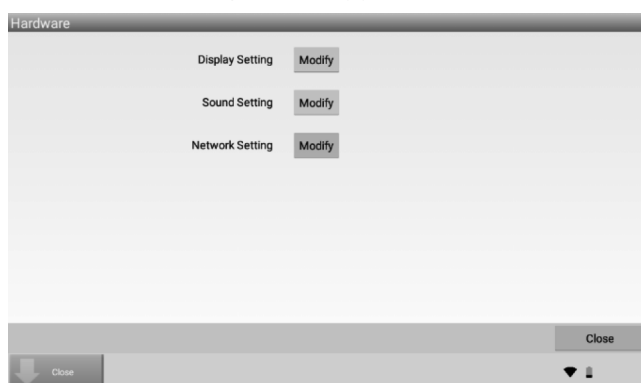 Hardware
Display Setting Modify
Sound Setting Modify
Network Setting Modify
Close
Close